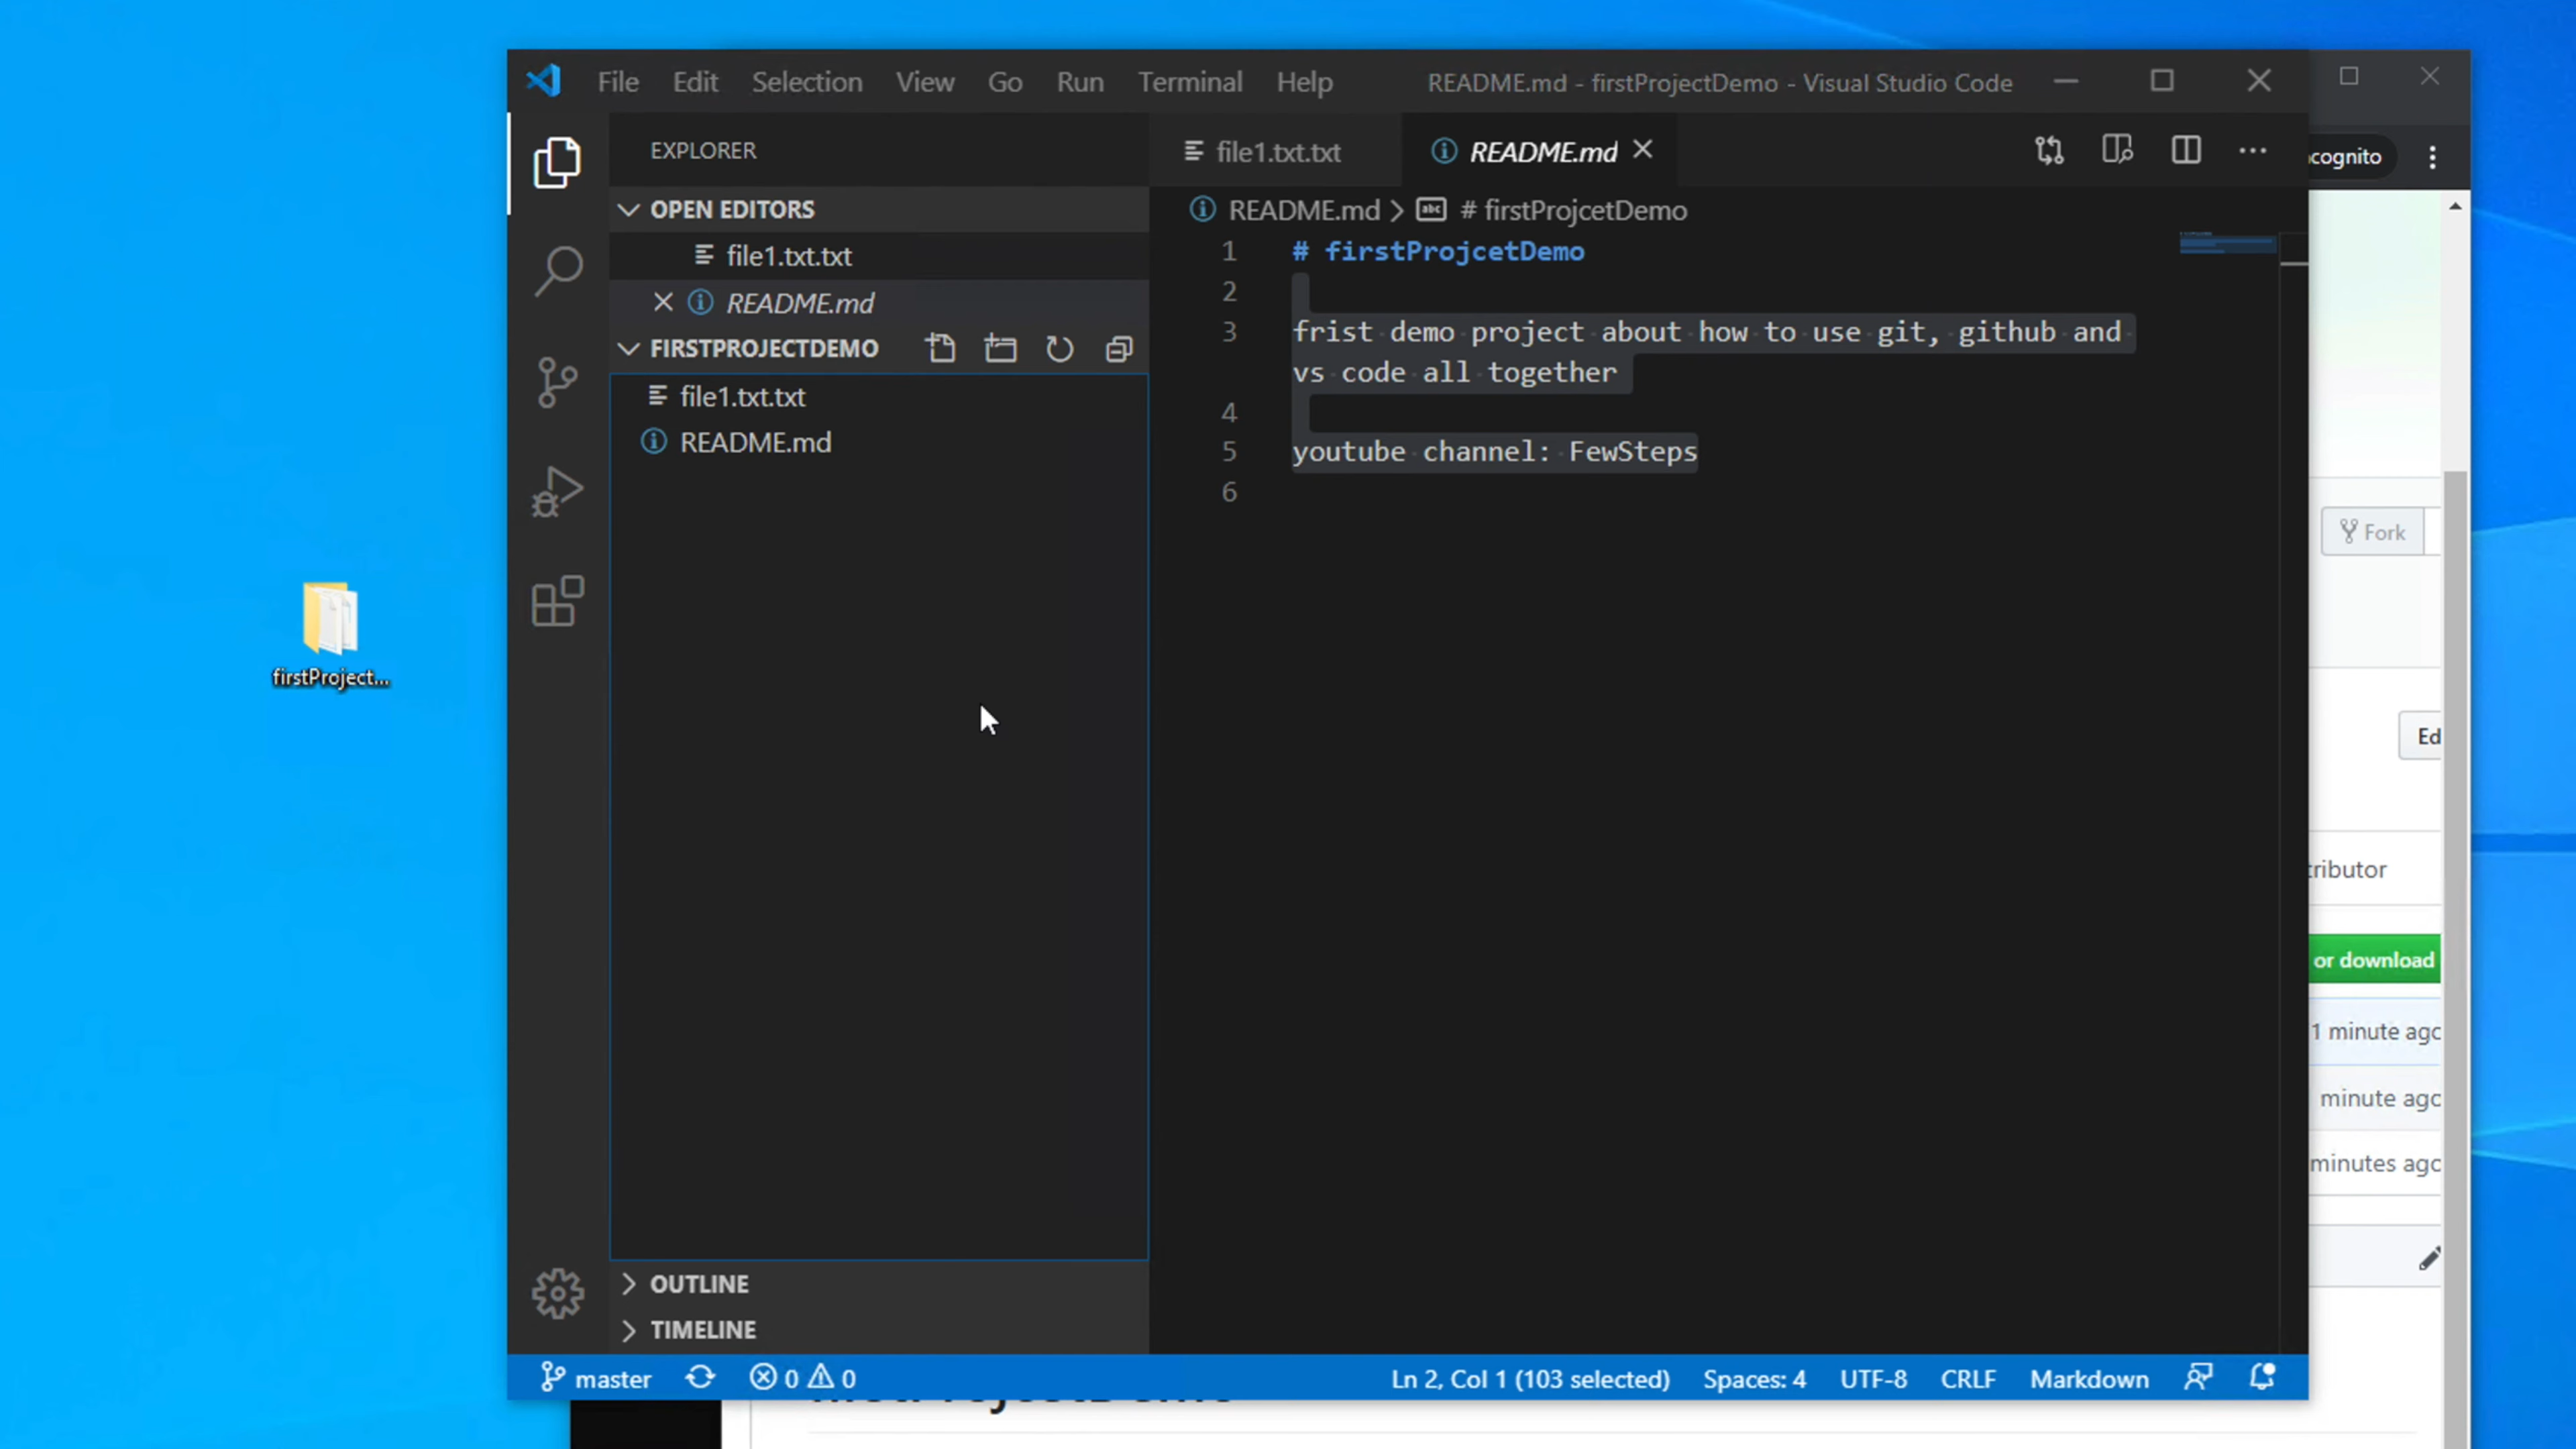 File Edit Selection View Go Run Terminal Help README.md - firstProjectDemo - Visual Studio Code
cognito
EXPLORER
file1.txt.txt README.md
OPEN EDITORS
README.md > # firstProjcetDemo
file1.txt.txt
1 # firstProjcetDemo
README.md
2
FIRSTPROJECTDEMO
3 frist demo project about how to use git, github and
vs code all together
file1.txt.txt
4
README.md
5 youtube channel: FewSteps
6
Fork
firstProject...
Ed
tributor
or download
1 minute ago
minute ago
minutes ago
OUTLINE
TIMELINE
master 0 0 Ln 2, Col 1 (103 selected) Spaces: 4 UTF-8 CRLF Markdown